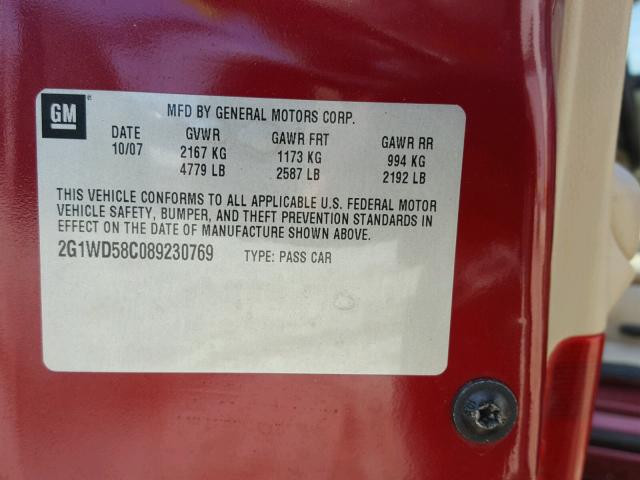 GM MFD BY GENERAL MOTORS CORP.
DATE GVWR GAWR FRT GAWR RR
10/07 2167 KG 1173 KG 994 KG
4779 LB 2587 LB 2192 LB
THIS VEHICLE CONFORMS TO ALL APPLICABLE U.S. FEDERAL MOTOR
VEHICLE SAFETY, BUMPER, AND THEFT PREVENTION STANDARDS IN
EFFECT ON THE DATE OF MANUFACTURE SHOWN ABOVE.
2G1WD58C089230769 TYPE: PASS CAR